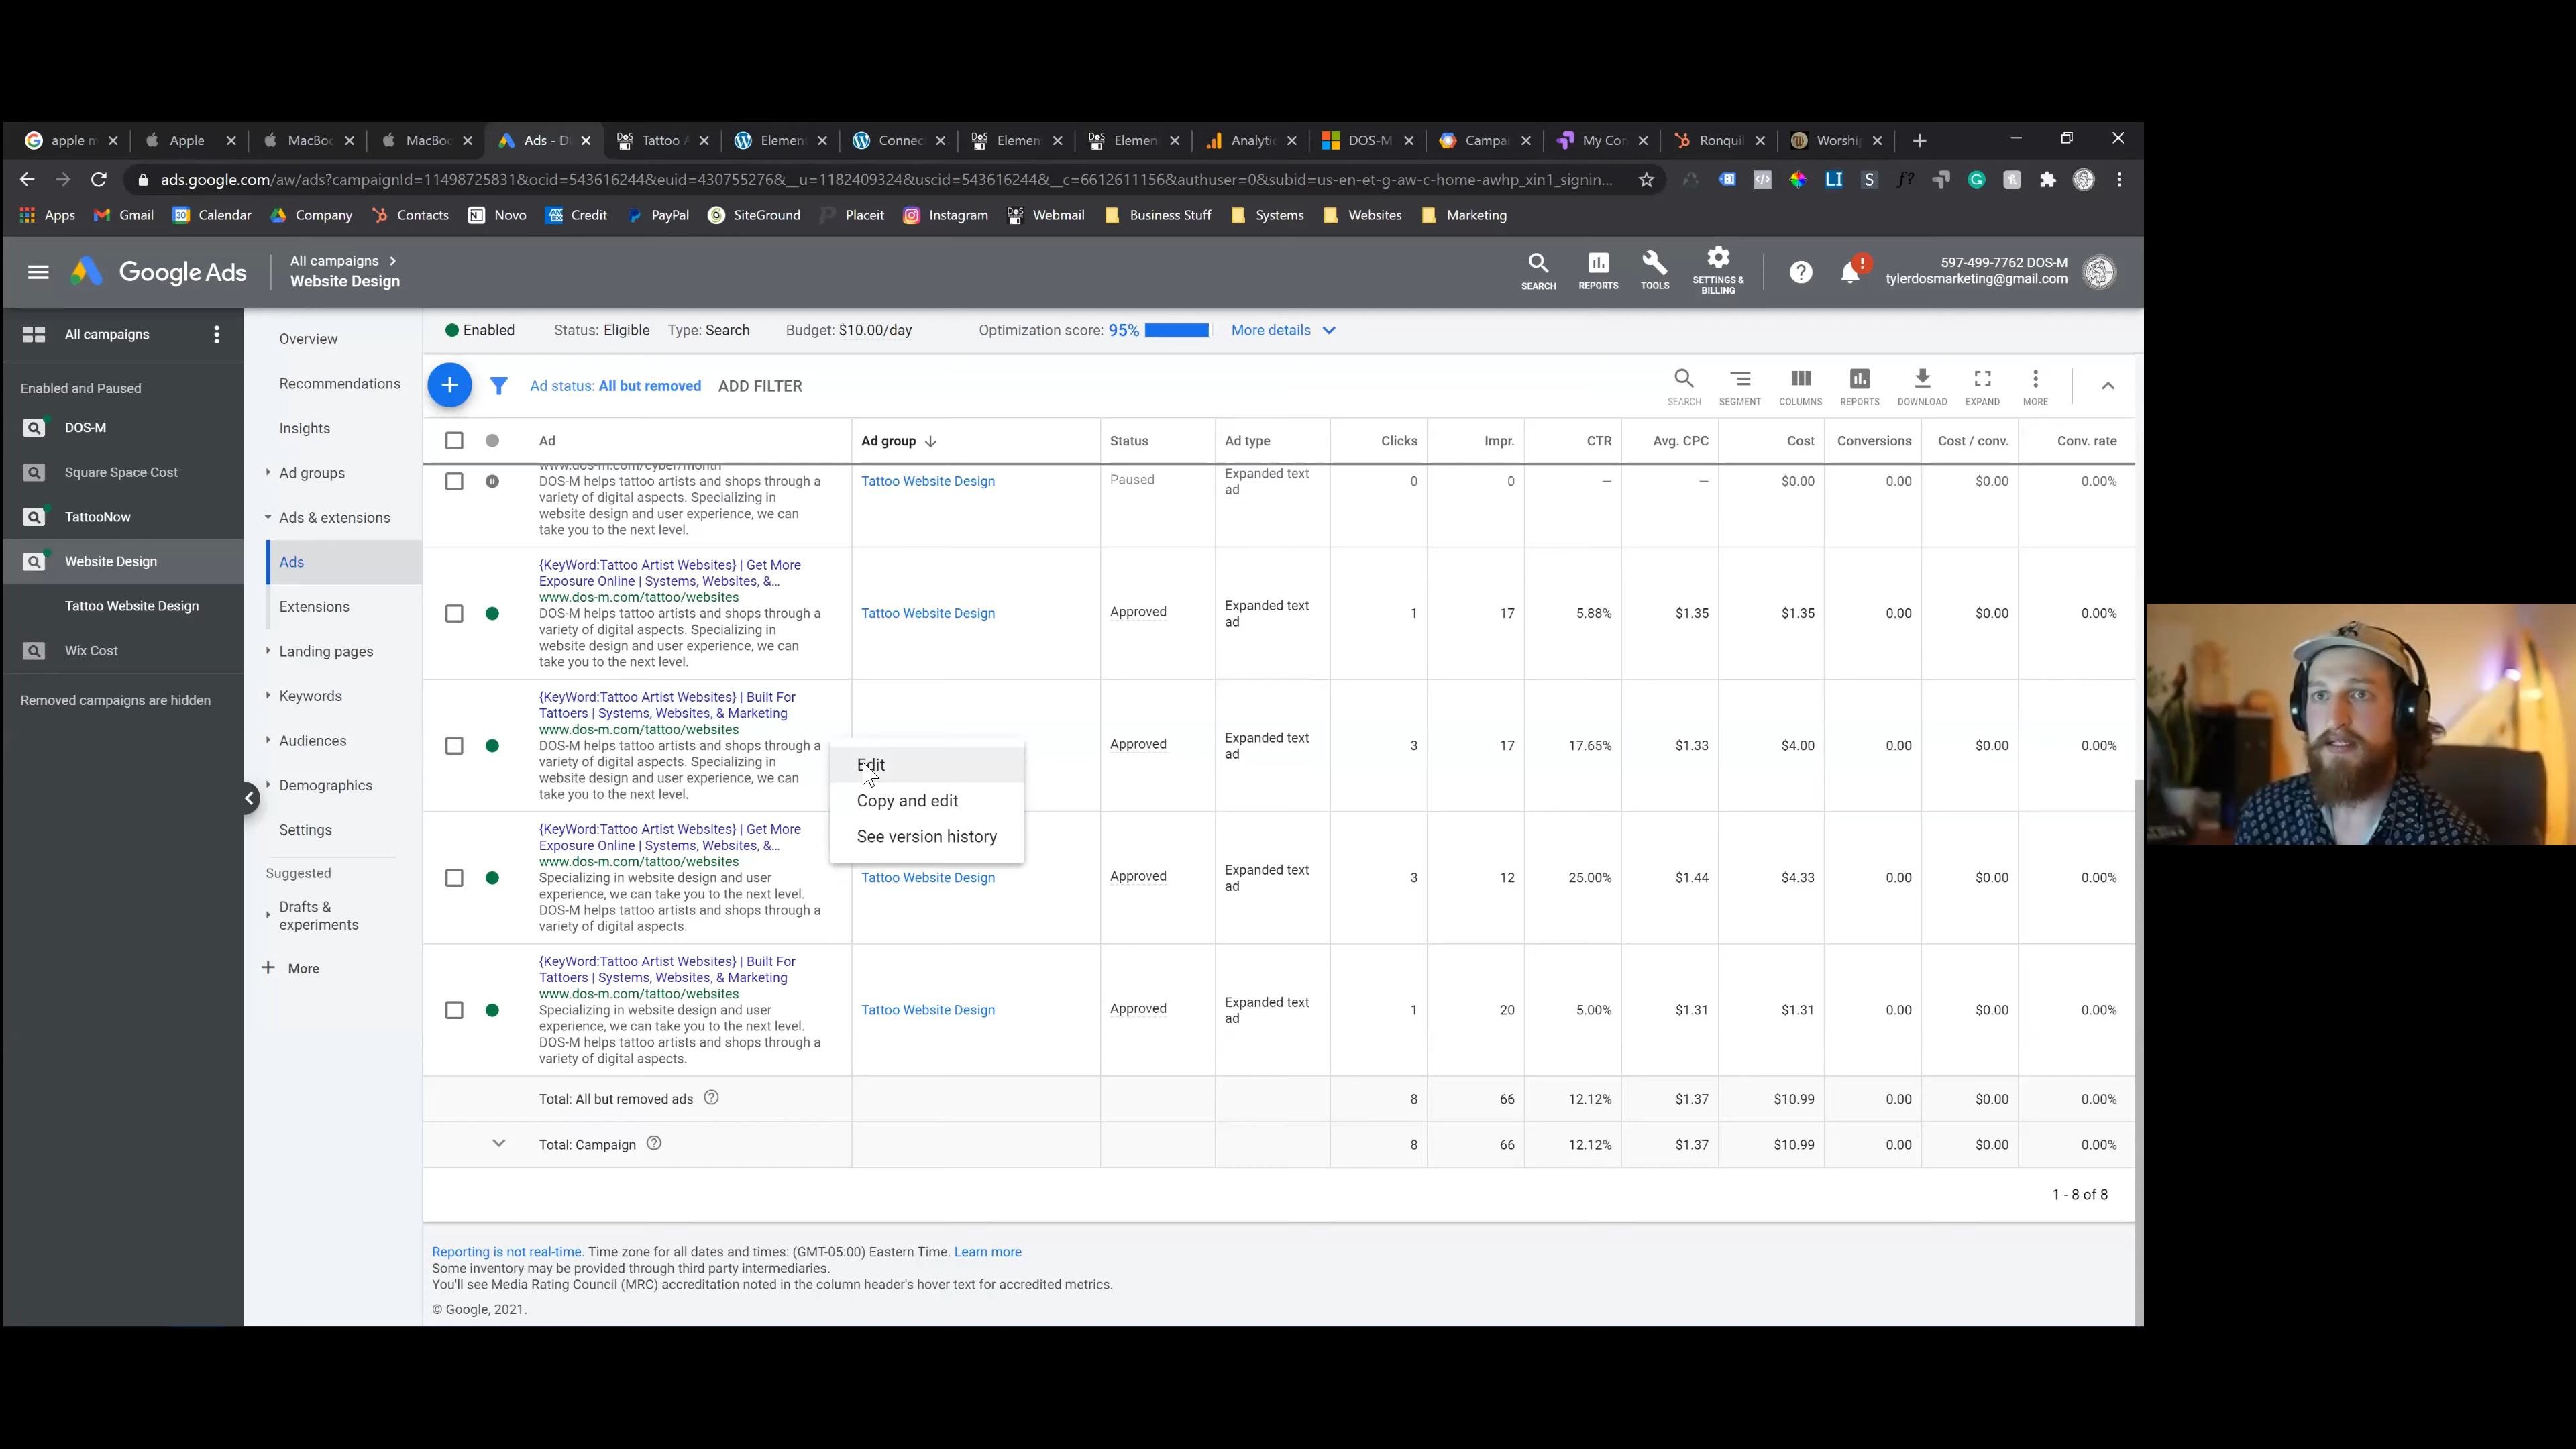 apple m
Apple
MacBoo
MacBoo
Ads - D
Tattoo A
Element
Connec
Element
Element
Analytic
DOS-M
Campa
My Con
Ronquil
Worship
ads.google.com/aw/ads?campaignId=11498725831&ocid=543616244&euid=430755276&__u=1182409324&uscid=543616244&__c=6612611156&authuser=0&subid=us-en-et-g-aw-c-home-awhp_xin1_signin...
Apps
Gmail
Calendar
Company
Contacts
Novo
Credit
PayPal
SiteGround
Placeit
Instagram
Webmail
Business Stuff
Systems
Websites
Marketing
Google Ads
All campaigns >
Website Design
SEARCH
REPORTS
TOOLS
SETTINGS & BILLING
597-499-7762 DOS-M
tylerdosmarketing@gmail.com
All campaigns
Enabled and Paused
DOS-M
Square Space Cost
TattooNow
Website Design
Tattoo Website Design
Wix Cost
Removed campaigns are hidden
Overview
Recommendations
Insights
Ad groups
Ads & extensions
Ads
Extensions
Landing pages
Keywords
Audiences
Demographics
Settings
Suggested
Drafts &
experiments
+ More
Enabled Status: Eligible Type: Search Budget: $10.00/day Optimization score: 95% More details
Ad status: All but removed ADD FILTER
SEARCH SEGMENT COLUMNS REPORTS DOWNLOAD EXPAND MORE
Ad Ad group Status Ad type Clicks Impr. CTR Avg. CPC Cost Conversions Cost / conv. Conv. rate
www.dos-m.com/cyber/month
DOS-M helps tattoo artists and shops through a
variety of digital aspects. Specializing in
website design and user experience, we can
take you to the next level.
Tattoo Website Design
Paused
Expanded text
ad
0 0 — — $0.00 0.00 $0.00 0.00%
{KeyWord:Tattoo Artist Websites} | Get More
Exposure Online | Systems, Websites, &...
www.dos-m.com/tattoo/websites
DOS-M helps tattoo artists and shops through a
variety of digital aspects. Specializing in
website design and user experience, we can
take you to the next level.
Tattoo Website Design
Approved
Expanded text
ad
1 17 5.88% $1.35 $1.35 0.00 $0.00 0.00%
{KeyWord:Tattoo Artist Websites} | Built For
Tattoers | Systems, Websites, & Marketing
www.dos-m.com/tattoo/websites
DOS-M helps tattoo artists and shops through a
variety of digital aspects. Specializing in
website design and user experience, we can
take you to the next level.
Edit
Copy and edit
See version history
Approved
Expanded text
ad
3 17 17.65% $1.33 $4.00 0.00 $0.00 0.00%
{KeyWord:Tattoo Artist Websites} | Get More
Exposure Online | Systems, Websites, &...
www.dos-m.com/tattoo/websites
Specializing in website design and user
experience, we can take you to the next level.
DOS-M helps tattoo artists and shops through a
variety of digital aspects.
Tattoo Website Design
Approved
Expanded text
ad
3 12 25.00% $1.44 $4.33 0.00 $0.00 0.00%
{KeyWord:Tattoo Artist Websites} | Built For
Tattoers | Systems, Websites, & Marketing
www.dos-m.com/tattoo/websites
Specializing in website design and user
experience, we can take you to the next level.
DOS-M helps tattoo artists and shops through a
variety of digital aspects.
Tattoo Website Design
Approved
Expanded text
ad
1 20 5.00% $1.31 $1.31 0.00 $0.00 0.00%
Total: All but removed ads 8 66 12.12% $1.37 $10.99 0.00 $0.00 0.00%
Total: Campaign 8 66 12.12% $1.37 $10.99 0.00 $0.00 0.00%
1 - 8 of 8
Reporting is not real-time. Time zone for all dates and times: (GMT-05:00) Eastern Time. Learn more
Some inventory may be provided through third party intermediaries.
You'll see Media Rating Council (MRC) accreditation noted in the column header's hover text for accredited metrics.
© Google, 2021.